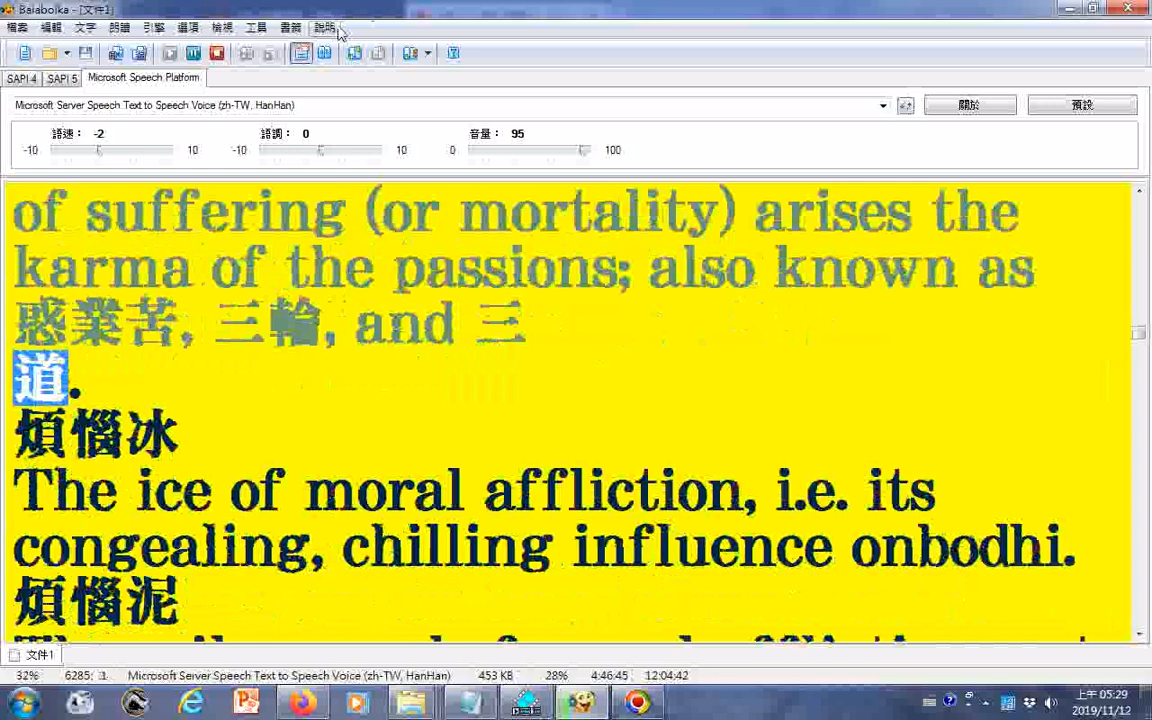 Balabolka - [文件1]
檔案 編輯 文字 朗讀 引擎 選項 檢視 工具 書籤 說明
SAPI 4 SAPI 5 Microsoft Speech Platform
Microsoft Server Speech Text to Speech Voice (zh-TW, HanHan) 關於 預設
語速： -2 語調： 0 音量： 95
-10 10 -10 10 0 100
of suffering (or mortality) arises the
karma of the passions; also known as
惑業苦, 三輪, and 三
道.
煩惱冰
The ice of moral affliction, i.e. its
congealing, chilling influence onbodhi.
煩惱泥
文件1
32% 6285: 1 Microsoft Server Speech Text to Speech Voice (zh-TW, HanHan) 453 KB 28% 4:46:45 12:04:42
上午 05:29
2019/11/12